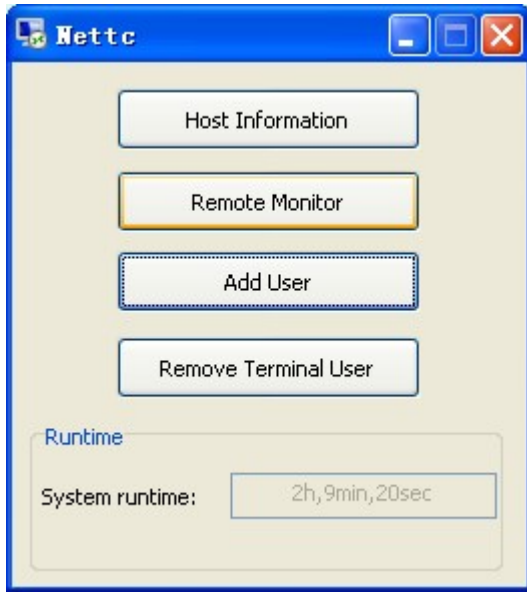 Nettc
Host Information
Remote Monitor
Add User
Remove Terminal User
Runtime
System runtime: 2h,9min,20sec